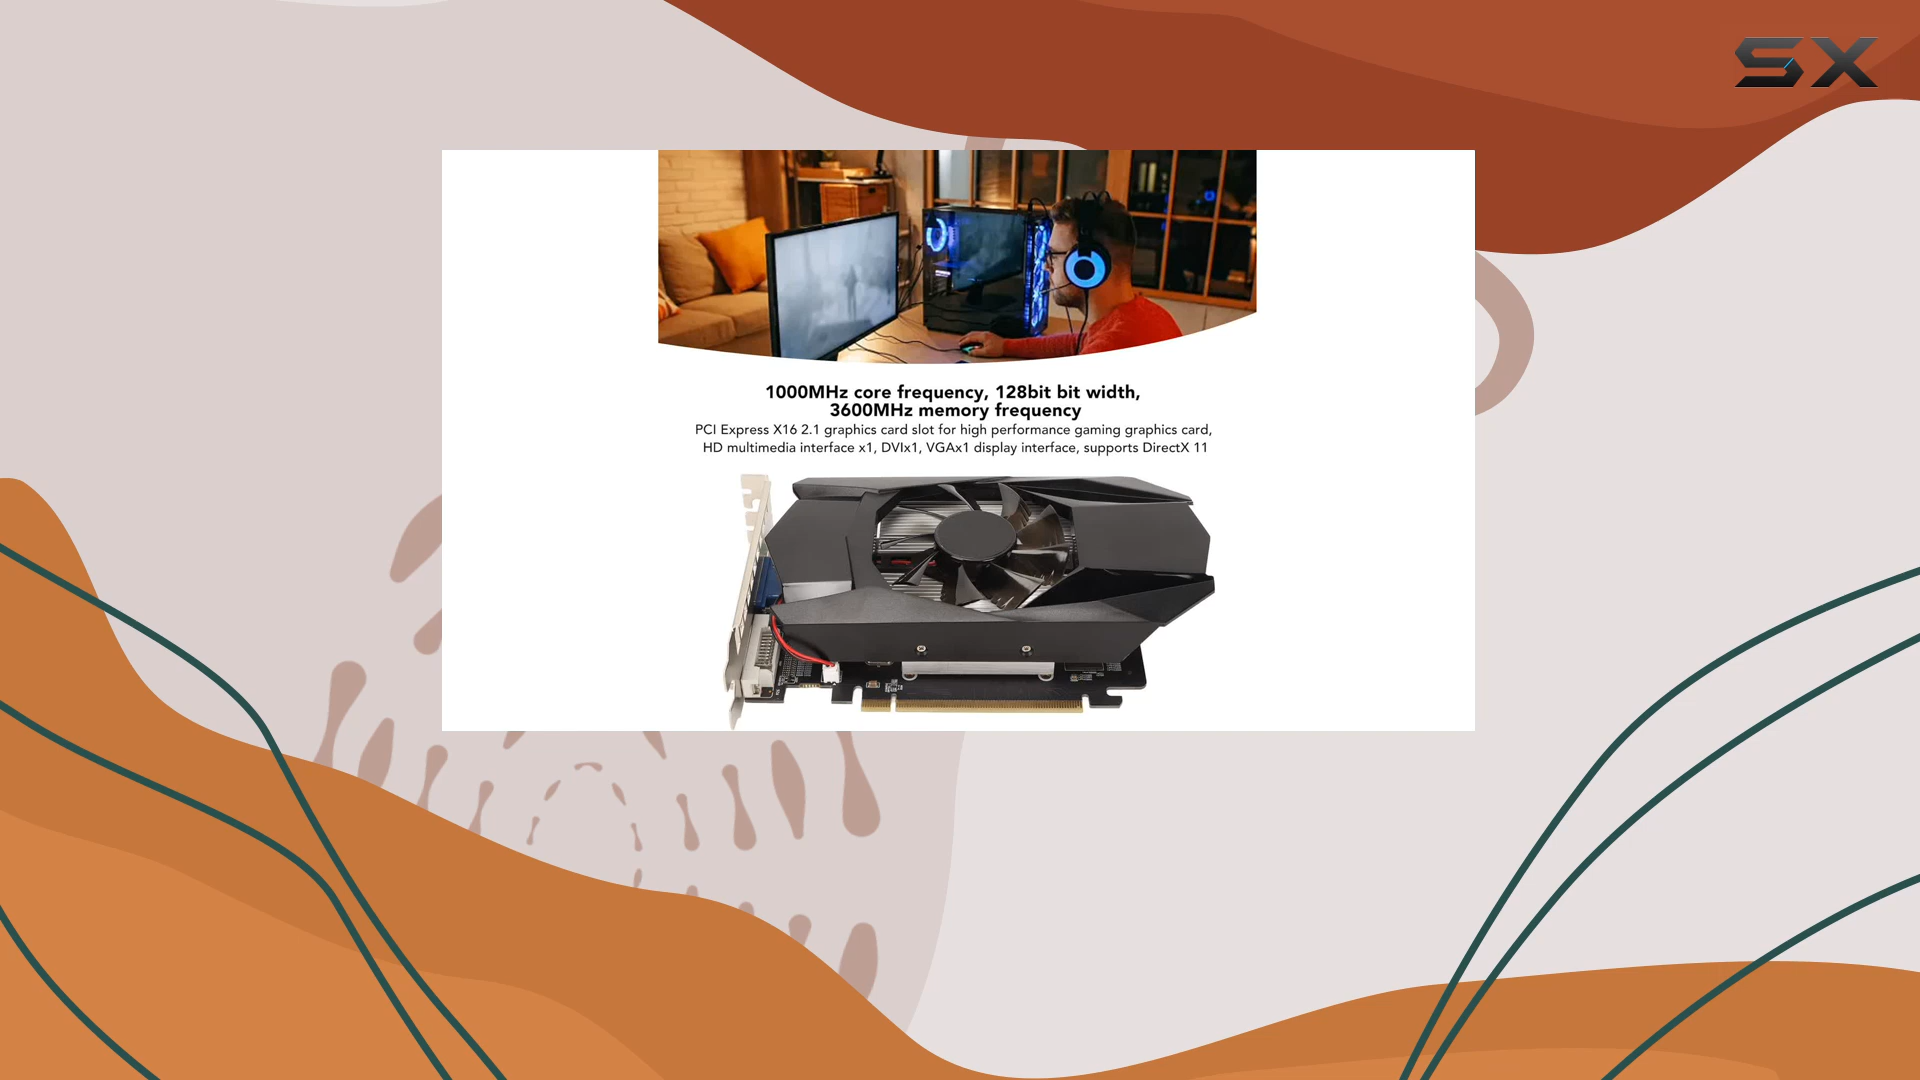 SX
1000MHz core frequency, 128bit bit width,
3600MHz memory frequency
PCI Express X16 2.1 graphics card slot for high performance gaming graphics card,
HD multimedia interface x1, DVIx1, VGAx1 display interface, supports DirectX 11